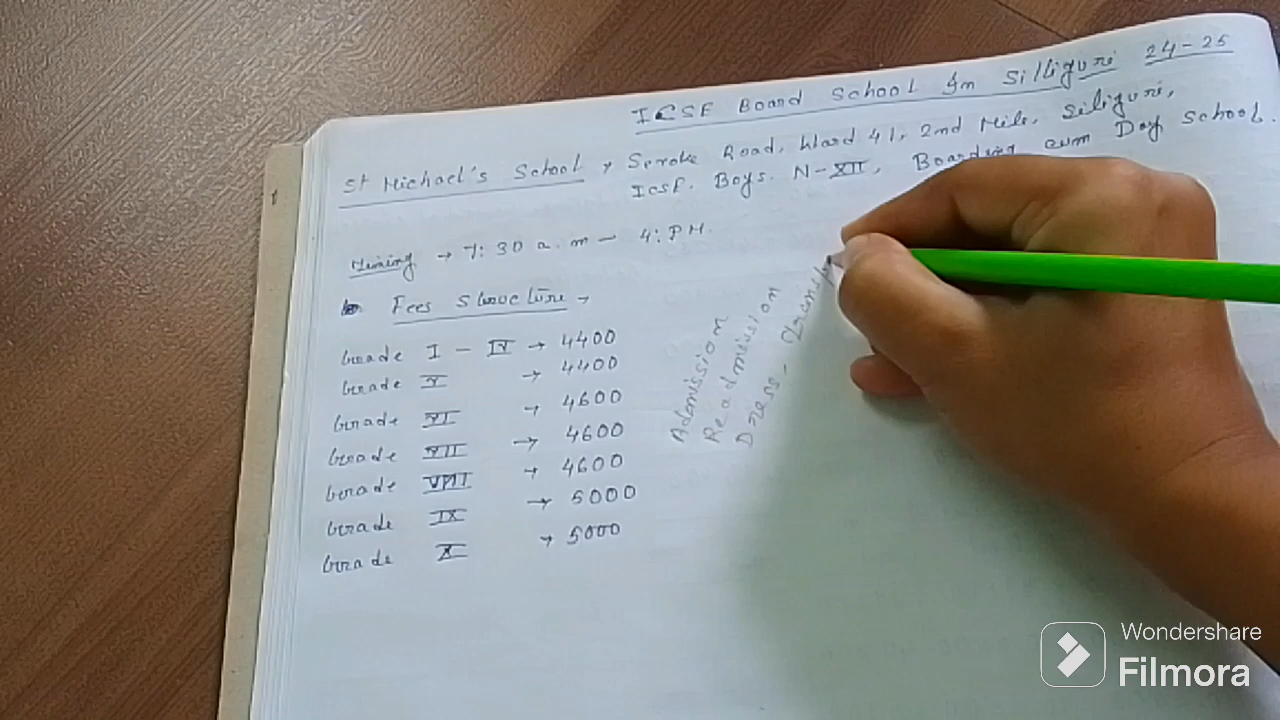 ICSE Board School In Silliguri 24-25
St Michael's School, Sevoke Road, Ward 41, 2nd Mile, Siliguri,
ICSE. Boys. N-XII, Boarding cum Day School.
Timing → 7:30 a.m - 4: PM.
Fees Structure →
Grade I - IV → 4400
Grade V → 4400
Grade VI → 4600
Grade VII → 4600
Grade VIII → 4600
Grade IX → 5000
Grade X → 5000
Admission
Readmission
Dress.
Wondershare
Filmora